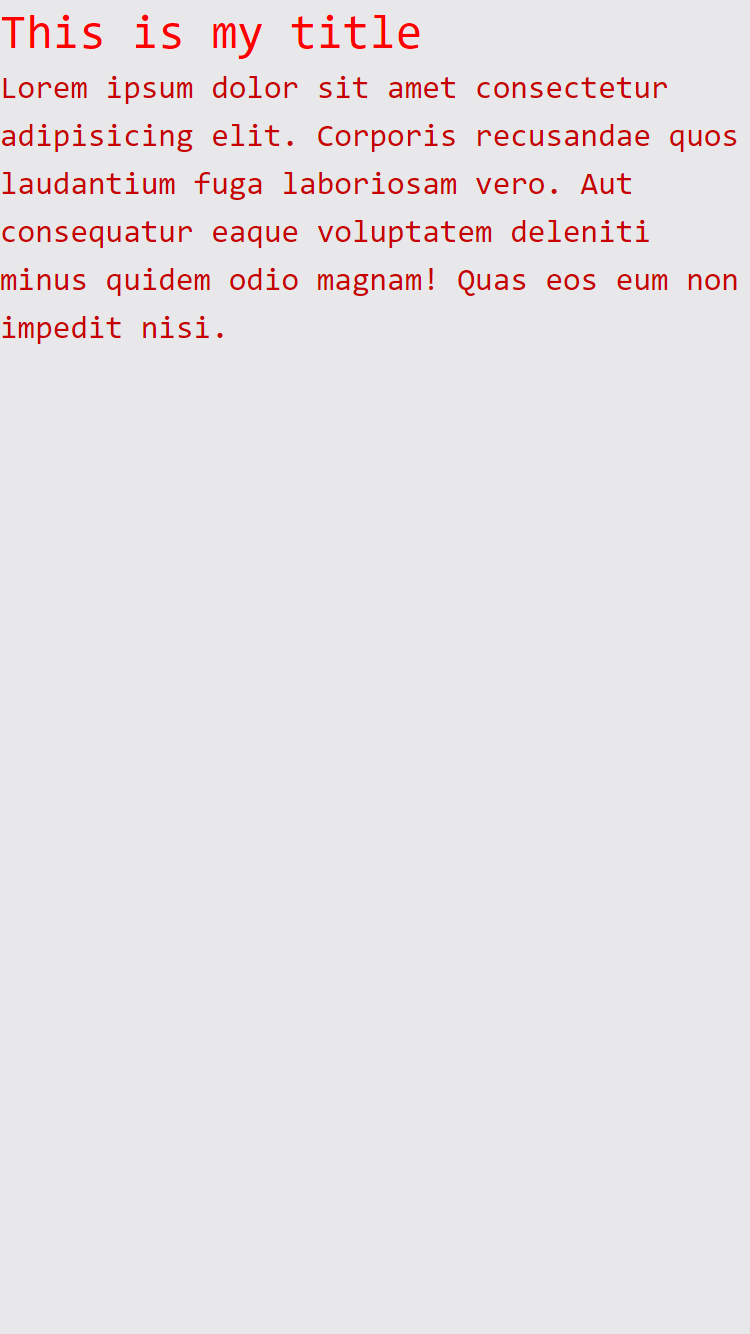 This is my title
Lorem ipsum dolor sit amet consectetur
adipisicing elit. Corporis recusandae quos
laudantium fuga laboriosam vero. Aut
consequatur eaque voluptatem deleniti
minus quidem odio magnam! Quas eos eum non
impedit nisi.